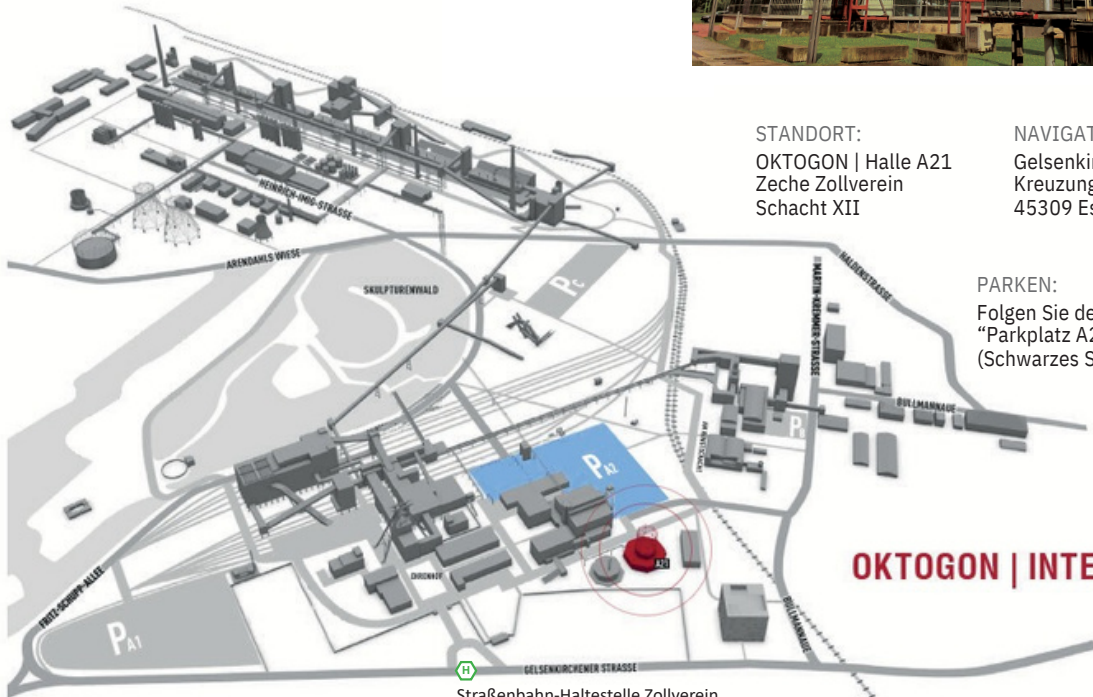 STANDORT:
OKTOGON | Halle A21
Zeche Zollverein
Schacht XII
NAVIGAT
Gelsenkir
Kreuzung
45309 Es
PARKEN:
Folgen Sie de
“Parkplatz A2
(Schwarzes S
HEINRICH-IMIG-STRASSE
ARENDAHLS WIESE
SKULPTURENWALD
PC
HALDENSTRASSE
MARTIN-KREMMER-STRASSE
BULLMANNAUE
PB
PA2
A21
OKTOGON | INTE
EHRENHOF
FRITZ-SCHUPP-ALLEE
PA1
BULLMANNAUE
H
GELSENKIRCHENER STRASSE
Straßenbahn-Haltestelle Zollverein